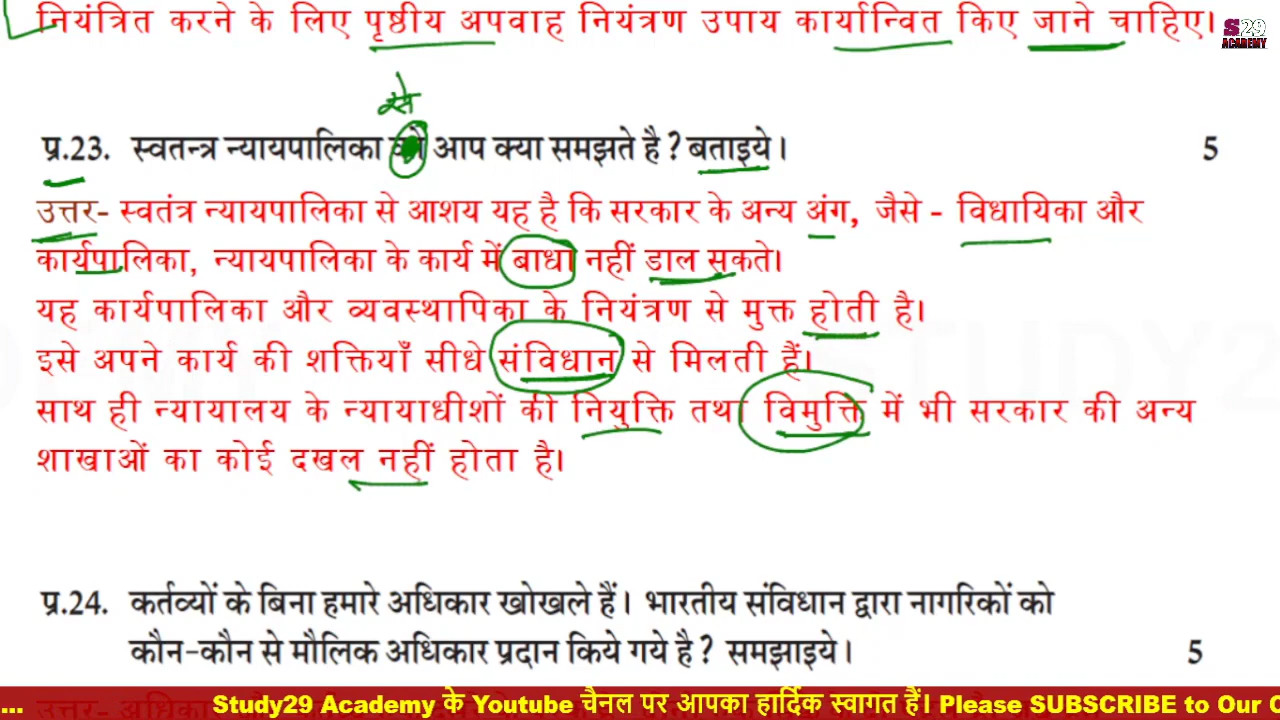 नियंत्रित करने के लिए पृष्ठीय अपवाह नियंत्रण उपाय कार्यान्वित किए जाने चाहिए।
S29
ACADEMY
से
प्र.23. स्वतन्त्र न्यायपालिका को आप क्या समझते है ? बताइये। 5
उत्तर- स्वतंत्र न्यायपालिका से आशय यह है कि सरकार के अन्य अंग, जैसे - विधायिका और
कार्यपालिका, न्यायपालिका के कार्य में बाधा नहीं डाल सकते।
यह कार्यपालिका और व्यवस्थापिका के नियंत्रण से मुक्त होती है।
इसे अपने कार्य की शक्तियाँ सीधे संविधान से मिलती हैं।
साथ ही न्यायालय के न्यायाधीशों की नियुक्ति तथा विमुक्ति में भी सरकार की अन्य
शाखाओं का कोई दखल नहीं होता है।
STUDY2
प्र.24. कर्तव्यों के बिना हमारे अधिकार खोखले हैं। भारतीय संविधान द्वारा नागरिकों को
कौन-कौन से मौलिक अधिकार प्रदान किये गये है ? समझाइये। 5
... Study29 Academy के Youtube चैनल पर आपका हार्दिक स्वागत हैं। Please SUBSCRIBE to Our